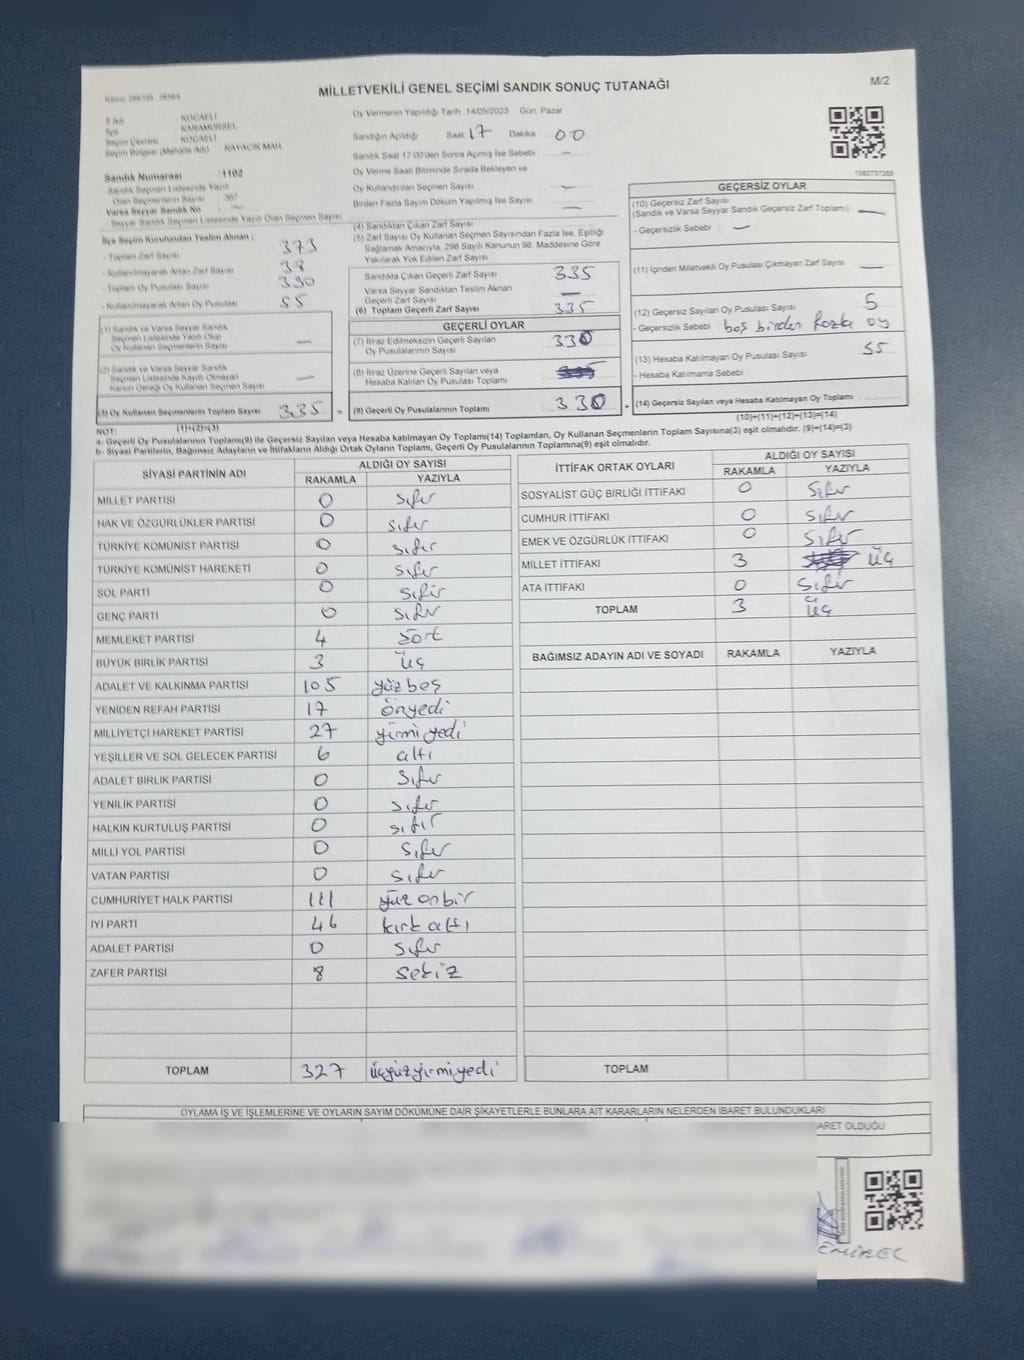 MİLLETVEKİLİ GENEL SEÇİMİ SANDIK SONUÇ TUTANAĞI
M/2
İl Adı KOCAELİ
İlçe KARAMÜRSEL
Seçim Çevresi KOCAELİ
Seçim Bölgesi (Mahalle Adı) KAYACIK MAH
Sandık Numarası :1102
- Sandık Seçmen Listesinde Yazılı
Olan Seçmenlerin Sayısı
Varsa Seyyar Sandık No
- Seyyar Sandık Seçmen Listesinde Yazılı Olan Seçmen Sayısı
Oy Vermenin Yapıldığı Tarih :14/05/2023 Gün: Pazar
Sandığın Açıldığı Saat 17 Dakika 00
Sandık Saat 17:00'den Sonra Açmış İse Sebebi –
Oy Verme Saati Bitiminde Sırada Bekleyen ve
Oy Kullandırılan Seçmen Sayısı –
Birden Fazla Sayım Döküm Yapılmış İse Sayısı –
1083737205
İlçe Seçim Kurulundan Teslim Alınan :
- Toplam Zarf Sayısı 373
- Kullanılmayarak Artan Zarf Sayısı 38
- Toplam Oy Pusulası Sayısı 390
- Kullanılmayarak Artan Oy Pusulası 55
(1) Sandık ve Varsa Seyyar Sandık
Seçmen Listesinde Yazılı Olup
Oy Kullanan Seçmenlerin Sayısı –
(2) Sandık ve Varsa Seyyar Sandık
Seçmen Listesinde Kayıtlı Olmayan
Kanun Gereği Oy Kullanan Seçmen Sayısı –
(3) Oy Kullanan Seçmenlerin Toplam Sayısı 335 =
(1)+(2)=(3)
(4) Sandıktan Çıkan Zarf Sayısı
(5) Zarf Sayısı Oy Kullanan Seçmen Sayısından Fazla İse, Eşitliği
Sağlamak Amacıyla, 298 Sayılı Kanunun 98. Maddesine Göre
Yakılarak Yok Edilen Zarf Sayısı
Sandıkta Çıkan Geçerli Zarf Sayısı 335
Varsa Seyyar Sandıktan Teslim Alınan
Geçerli Zarf Sayısı –
(6) Toplam Geçerli Zarf Sayısı 335
GEÇERLİ OYLAR
(7) İtiraz Edilmeksizin Geçerli Sayılan
Oy Pusulalarının Sayısı 330
(8) İtiraz Üzerine Geçerli Sayılan veya
Hesaba Katılan Oy Pusulası Toplamı
(9) Geçerli Oy Pusulalarının Toplamı 330 +
GEÇERSİZ OYLAR
(10) Geçersiz Zarf Sayısı
(Sandık ve Varsa Seyyar Sandık Geçersiz Zarf Toplamı) –
- Geçersizlik Sebebi –
(11) İçinden Milletvekili Oy Pusulası Çıkmayan Zarf Sayısı –
(12) Geçersiz Sayılan Oy Pusulası Sayısı 5
- Geçersizlik Sebebi boş birden fazla oy
(13) Hesaba Katılmayan Oy Pusulası Sayısı 55
- Hesaba Katılmama Sebebi
(14) Geçersiz Sayılan veya Hesaba Katılmayan Oy Toplamı
(10)+(11)+(12)+(13)=(14)
NOT:
a- Geçerli Oy Pusulalarının Toplamı(9) ile Geçersiz Sayılan veya Hesaba katılmayan Oy Toplamı(14) Toplamları, Oy Kullanan Seçmenlerin Toplam Sayısına(3) eşit olmalıdır. (9)+(14)=(3)
b- Siyasi Partilerin, Bağımsız Adayların ve İttifakların Aldığı Ortak Oyların Toplamı, Geçerli Oy Pusulalarının Toplamına(9) eşit olmalıdır.
SİYASİ PARTİNİN ADI ALDIĞI OY SAYISI
RAKAMLA YAZIYLA
MİLLET PARTİSİ 0 sıfır
HAK VE ÖZGÜRLÜKLER PARTİSİ 0 sıfır
TÜRKİYE KOMÜNİST PARTİSİ 0 sıfır
TÜRKİYE KOMÜNİST HAREKETİ 0 sıfır
SOL PARTİ 0 sıfır
GENÇ PARTİ 0 sıfır
MEMLEKET PARTİSİ 4 dört
BÜYÜK BİRLİK PARTİSİ 3 üç
ADALET VE KALKINMA PARTİSİ 105 yüzbeş
YENİDEN REFAH PARTİSİ 17 önyedi
MİLLİYETÇİ HAREKET PARTİSİ 27 yirmiyedi
YEŞİLLER VE SOL GELECEK PARTİSİ 6 altı
ADALET BİRLİK PARTİSİ 0 sıfır
YENİLİK PARTİSİ 0 sıfır
HALKIN KURTULUŞ PARTİSİ 0 sıfır
MİLLİ YOL PARTİSİ 0 sıfır
VATAN PARTİSİ 0 sıfır
CUMHURİYET HALK PARTİSİ 111 yüz onbir
İYİ PARTİ 46 kırk altı
ADALET PARTİSİ 0 sıfır
ZAFER PARTİSİ 8 sekiz
TOPLAM 327 üçyüzyirmiyedi
İTTİFAK ORTAK OYLARI ALDIĞI OY SAYISI
RAKAMLA YAZIYLA
SOSYALİST GÜÇ BİRLİĞİ İTTİFAKI 0 sıfır
CUMHUR İTTİFAKI 0 sıfır
EMEK VE ÖZGÜRLÜK İTTİFAKI 0 sıfır
MİLLET İTTİFAKI 3 üç
ATA İTTİFAKI 0 sıfır
TOPLAM 3 üç
BAĞIMSIZ ADAYIN ADI VE SOYADI RAKAMLA YAZIYLA
TOPLAM
OYLAMA İŞ VE İŞLEMLERİNE VE OYLARIN SAYIM DÖKÜMÜNE DAİR ŞİKAYETLERLE BUNLARA AİT KARARLARIN NELERDEN İBARET BULUNDUKLARI
ARET OLDUĞU